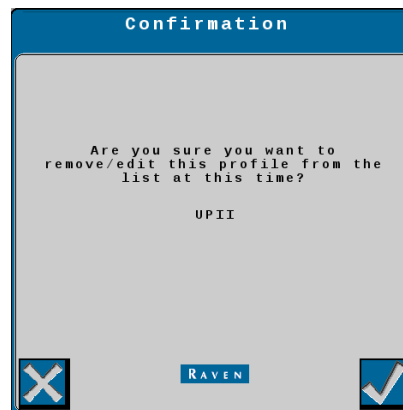 Confirmation
Are you sure you want to
remove/edit this profile from the
list at this time?
UPII
RAVEN